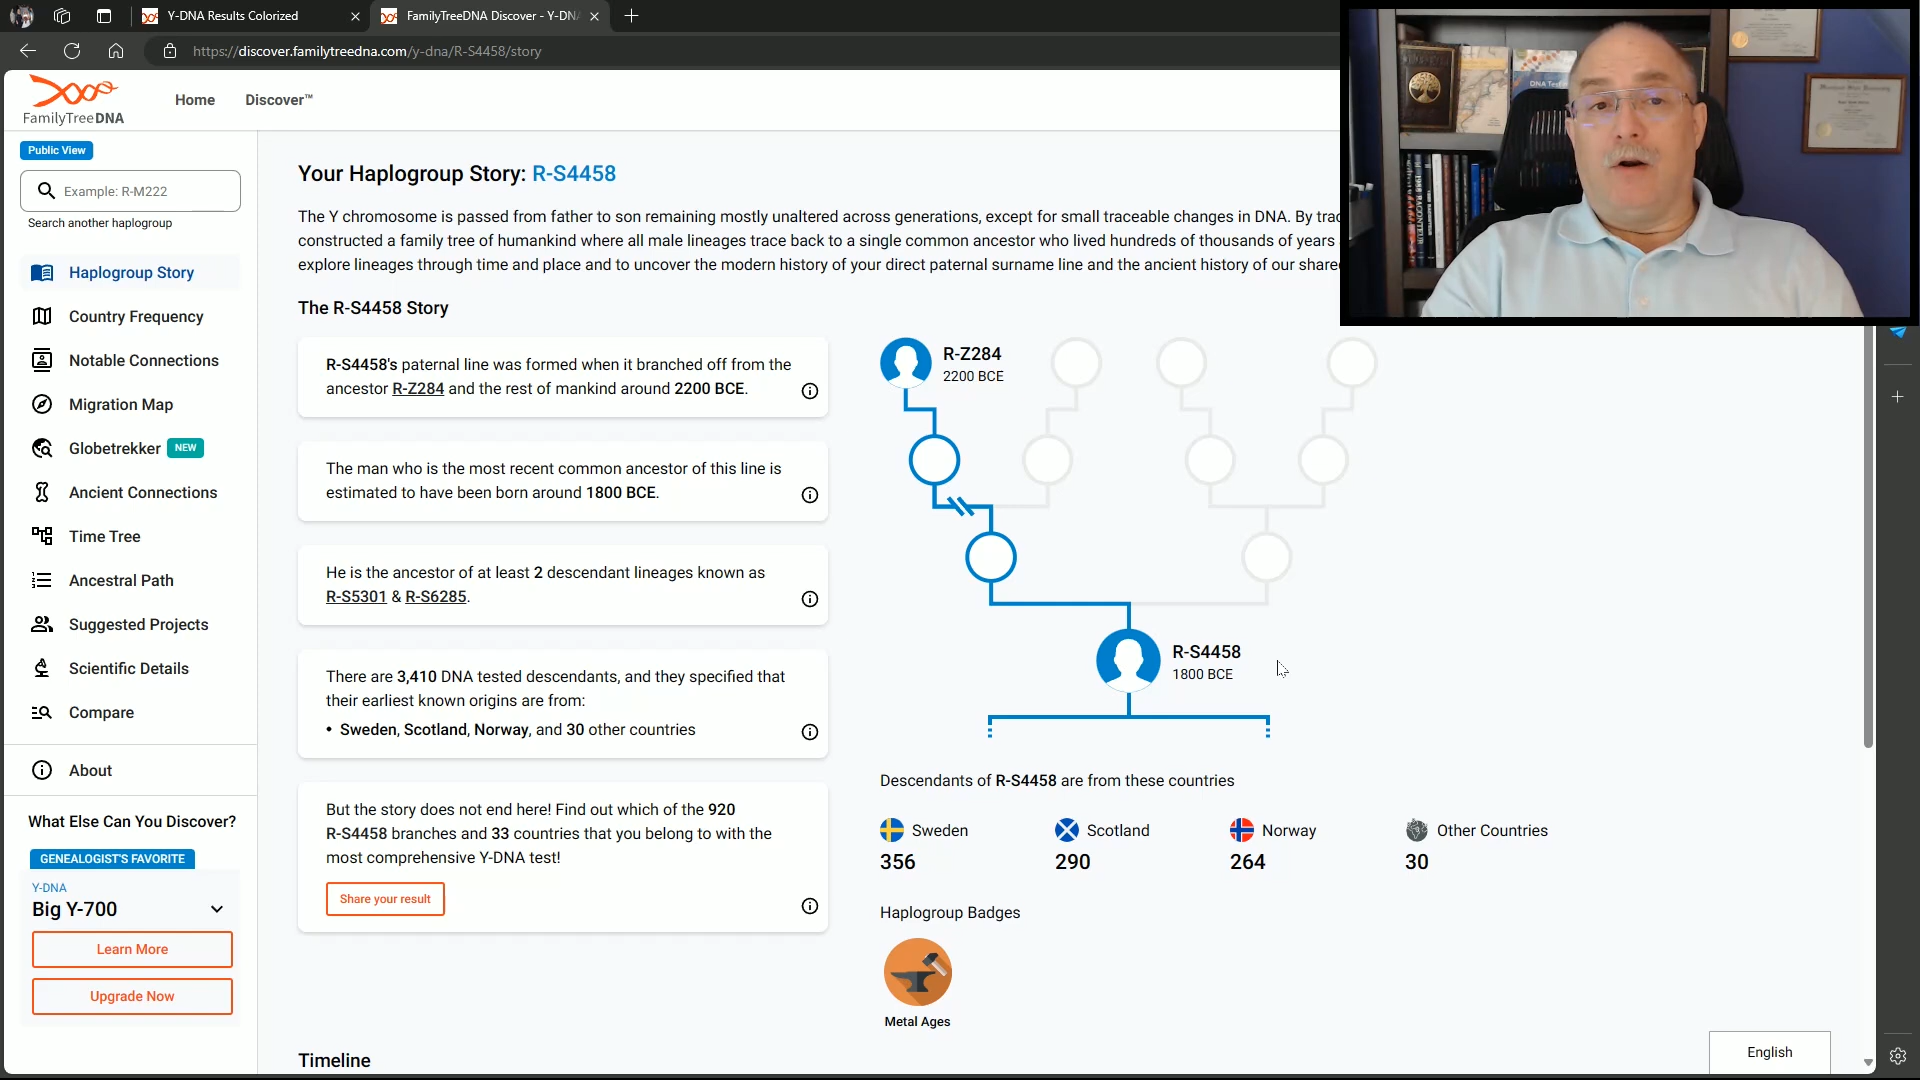 Y-DNA Results Colorized
FamilyTreeDNA Discover - Y-DN
https://discover.familytreedna.com/y-dna/R-S4458/story
FamilyTreeDNA
Home
Discover™
Public View
Example: R-M222
Search another haplogroup
Haplogroup Story
Country Frequency
Notable Connections
Migration Map
Globetrekker NEW
Ancient Connections
Time Tree
Ancestral Path
Suggested Projects
Scientific Details
Compare
About
What Else Can You Discover?
GENEALOGIST'S FAVORITE
Y-DNA
Big Y-700
Learn More
Upgrade Now
Your Haplogroup Story: R-S4458
The Y chromosome is passed from father to son remaining mostly unaltered across generations, except for small traceable changes in DNA. By trac
constructed a family tree of humankind where all male lineages trace back to a single common ancestor who lived hundreds of thousands of years
explore lineages through time and place and to uncover the modern history of your direct paternal surname line and the ancient history of our share
The R-S4458 Story
R-S4458's paternal line was formed when it branched off from the
ancestor R-Z284 and the rest of mankind around 2200 BCE.
The man who is the most recent common ancestor of this line is
estimated to have been born around 1800 BCE.
He is the ancestor of at least 2 descendant lineages known as
R-S5301 & R-S6285.
There are 3,410 DNA tested descendants, and they specified that
their earliest known origins are from:
• Sweden, Scotland, Norway, and 30 other countries
But the story does not end here! Find out which of the 920
R-S4458 branches and 33 countries that you belong to with the
most comprehensive Y-DNA test!
Share your result
R-Z284
2200 BCE
R-S4458
1800 BCE
Descendants of R-S4458 are from these countries
Sweden
356
Scotland
290
Norway
264
Other Countries
30
Haplogroup Badges
Metal Ages
Timeline
English